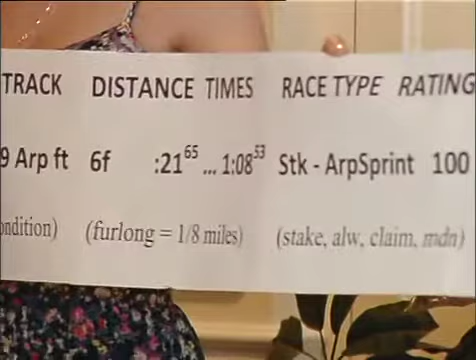 TRACK DISTANCE TIMES RACE TYPE RATING
9 Arp ft 6f :21⁶⁵ ... 1:08⁵³ Stk - ArpSprint 100
ondition) (furlong = 1/8 miles) (stake, alw, claim, mdn)